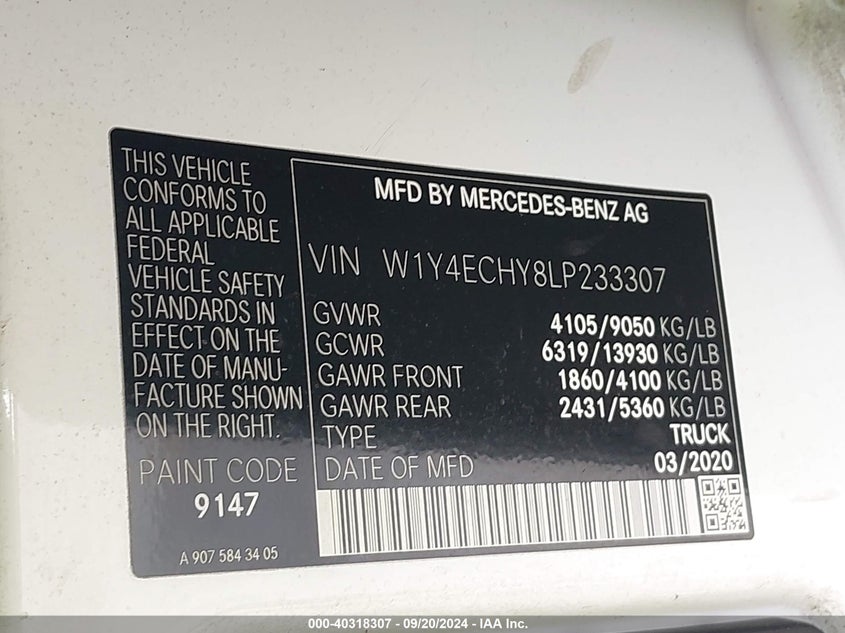 THIS VEHICLE
CONFORMS TO
ALL APPLICABLE
FEDERAL
VEHICLE SAFETY
STANDARDS IN
EFFECT ON THE
DATE OF MANU-
FACTURE SHOWN
ON THE RIGHT.
PAINT CODE
9147
A 907 584 34 05
MFD BY MERCEDES-BENZ AG
VIN W1Y4ECHY8LP233307
GVWR 4105/9050 KG/LB
GCWR 6319/13930 KG/LB
GAWR FRONT 1860/4100 KG/LB
GAWR REAR 2431/5360 KG/LB
TYPE TRUCK
DATE OF MFD 03/2020
000-40318307 - 09/20/2024 - IAA Inc.